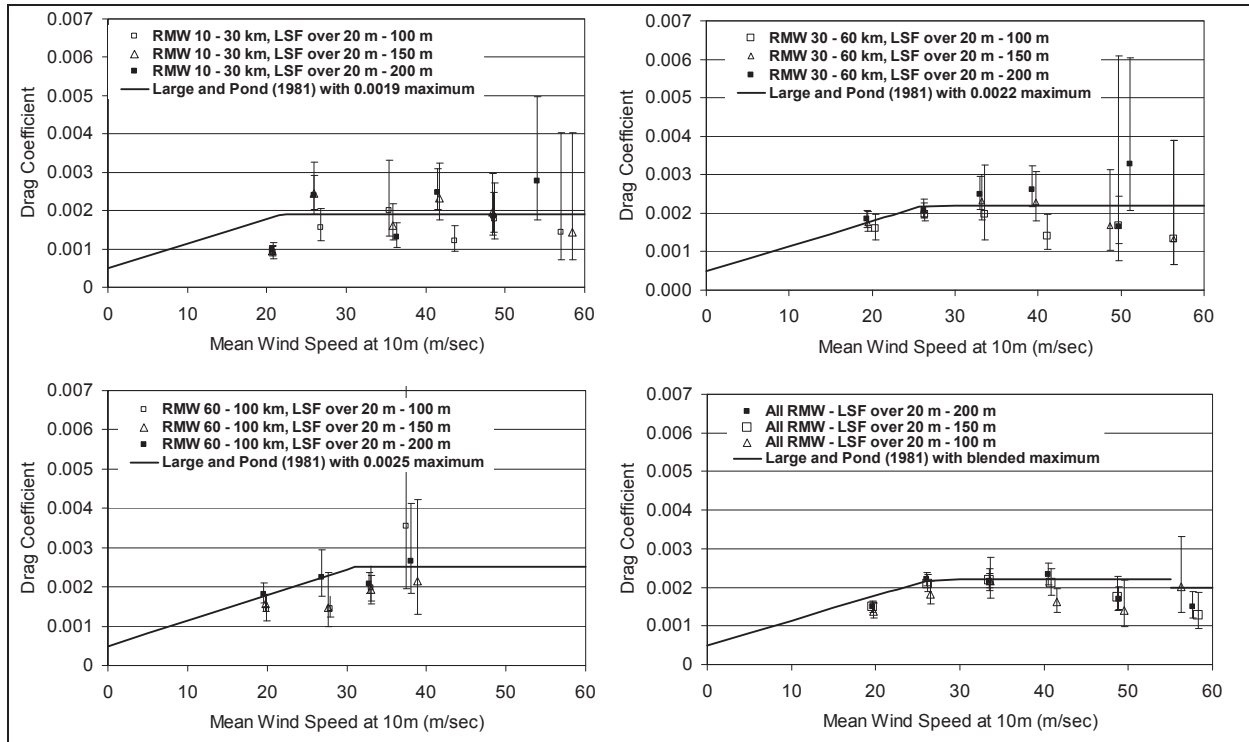 0.007
0.006
0.005
0.004
0.003
0.002
0.001
0
Drag Coefficient
RMW 10 - 30 km, LSF over 20 m - 100 m
RMW 10 - 30 km, LSF over 20 m - 150 m
RMW 10 - 30 km, LSF over 20 m - 200 m
Large and Pond (1981) with 0.0019 maximum
0 10 20 30 40 50 60
Mean Wind Speed at 10m (m/sec)
0.007
0.006
0.005
0.004
0.003
0.002
0.001
0.000
Drag Coefficient
RMW 30 - 60 km, LSF over 20 m - 100 m
RMW 30 - 60 km, LSF over 20 m - 150 m
RMW 30 - 60 km, LSF over 20 m - 200 m
Large and Pond (1981) with 0.0022 maximum
0 10 20 30 40 50 60
Mean Wind Speed at 10m (m/sec)
0.007
0.006
0.005
0.004
0.003
0.002
0.001
0
Drag Coefficient
RMW 60 - 100 km, LSF over 20 m - 100 m
RMW 60 - 100 km, LSF over 20 m - 150 m
RMW 60 - 100 km, LSF over 20 m - 200 m
Large and Pond (1981) with 0.0025 maximum
0 10 20 30 40 50 60
Mean Wind Speed at 10m (m/sec)
0.007
0.006
0.005
0.004
0.003
0.002
0.001
0
Drag Coefficient
All RMW - LSF over 20 m - 200 m
All RMW - LSF over 20 m - 150 m
All RMW - LSF over 20 m - 100 m
Large and Pond (1981) with blended maximum
0 10 20 30 40 50 60
Mean Wind Speed at 10m (m/sec)